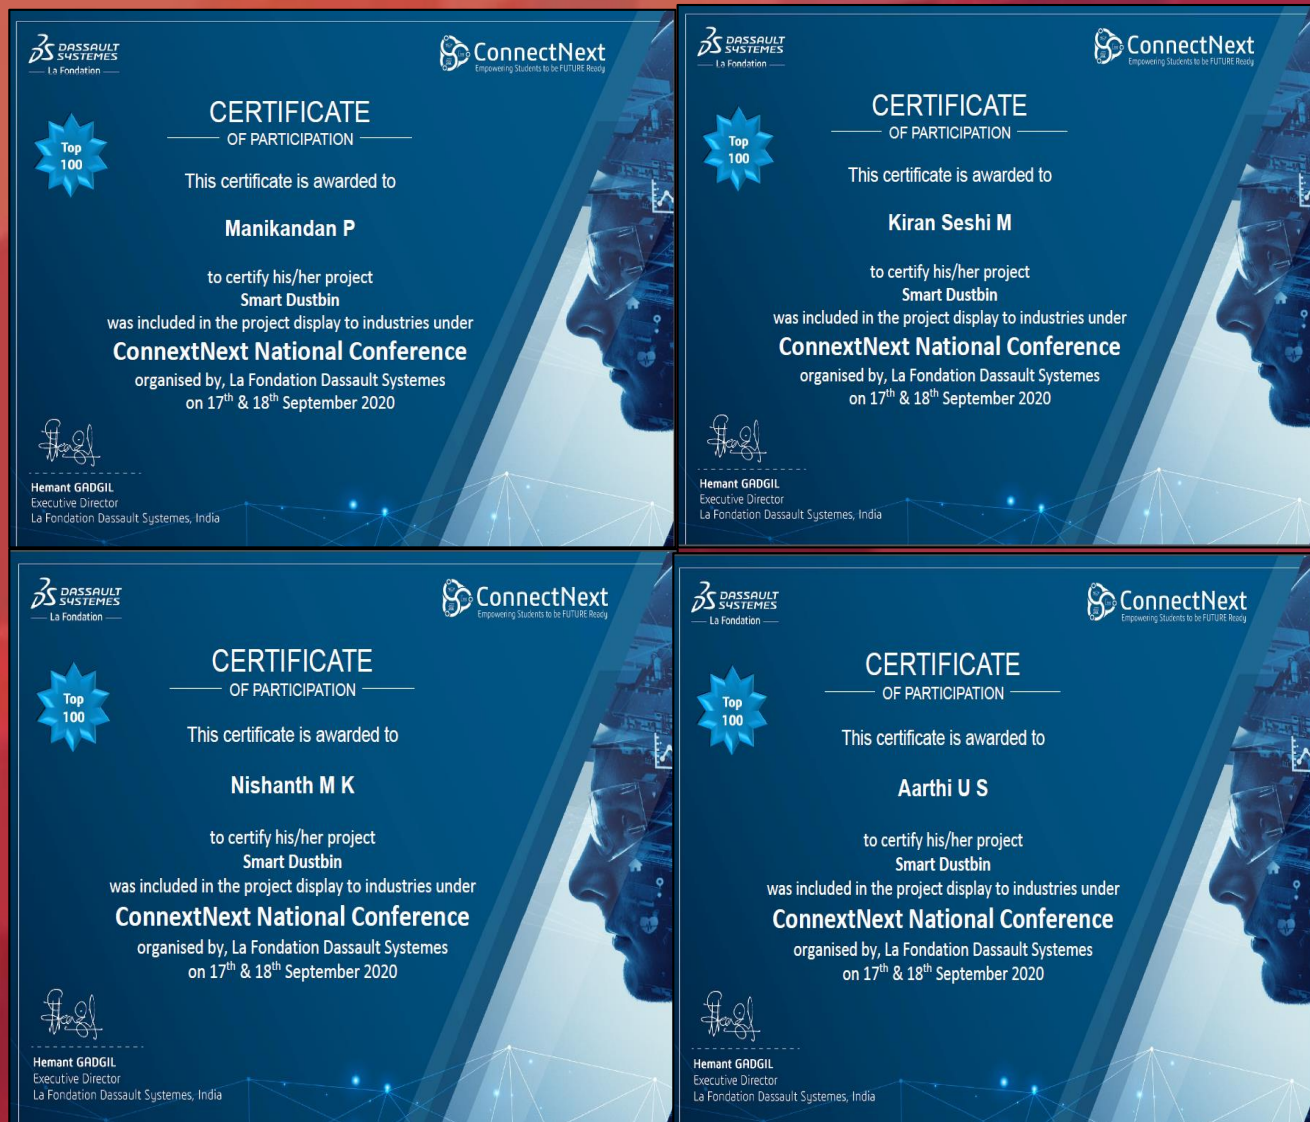 DASSAULT
SYSTEMES
La Fondation
ConnectNext
Empowering Students to be FUTURE Ready
CERTIFICATE
OF PARTICIPATION
Top
100
This certificate is awarded to
Manikandan P
to certify his/her project
Smart Dustbin
was included in the project display to industries under
ConnextNext National Conference
organised by, La Fondation Dassault Systemes
on 17th & 18th September 2020
Hemant GADGIL
Executive Director
La Fondation Dassault Systemes, India
DASSAULT
SYSTEMES
La Fondation
ConnectNext
Empowering Students to be FUTURE Ready
CERTIFICATE
OF PARTICIPATION
Top
100
This certificate is awarded to
Kiran Seshi M
to certify his/her project
Smart Dustbin
was included in the project display to industries under
ConnextNext National Conference
organised by, La Fondation Dassault Systemes
on 17th & 18th September 2020
Hemant GADGIL
Executive Director
La Fondation Dassault Systemes, India
DASSAULT
SYSTEMES
La Fondation
ConnectNext
Empowering Students to be FUTURE Ready
CERTIFICATE
OF PARTICIPATION
Top
100
This certificate is awarded to
Nishanth M K
to certify his/her project
Smart Dustbin
was included in the project display to industries under
ConnextNext National Conference
organised by, La Fondation Dassault Systemes
on 17th & 18th September 2020
Hemant GADGIL
Executive Director
La Fondation Dassault Systemes, India
DASSAULT
SYSTEMES
La Fondation
ConnectNext
Empowering Students to be FUTURE Ready
CERTIFICATE
OF PARTICIPATION
Top
100
This certificate is awarded to
Aarthi U S
to certify his/her project
Smart Dustbin
was included in the project display to industries under
ConnextNext National Conference
organised by, La Fondation Dassault Systemes
on 17th & 18th September 2020
Hemant GADGIL
Executive Director
La Fondation Dassault Systemes, India